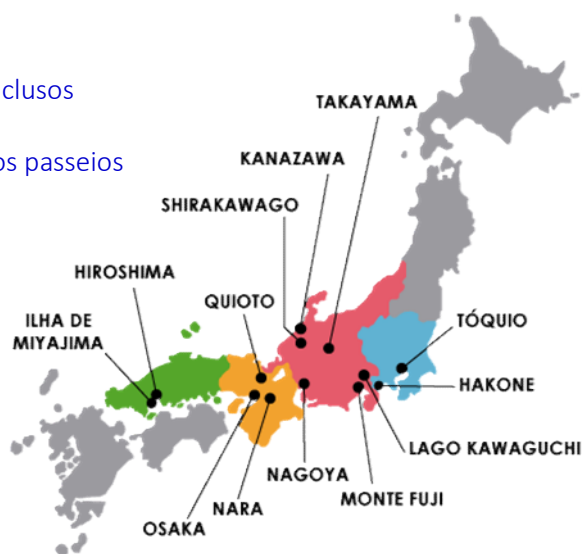 clusos
os passeios
TAKAYAMA
KANAZAWA
SHIRAKAWAGO
HIROSHIMA
QUIOTO
ILHA DE
MIYAJIMA
TÓQUIO
HAKONE
LAGO KAWAGUCHI
NAGOYA
MONTE FUJI
NARA
OSAKA